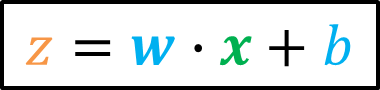 z = w · x + b